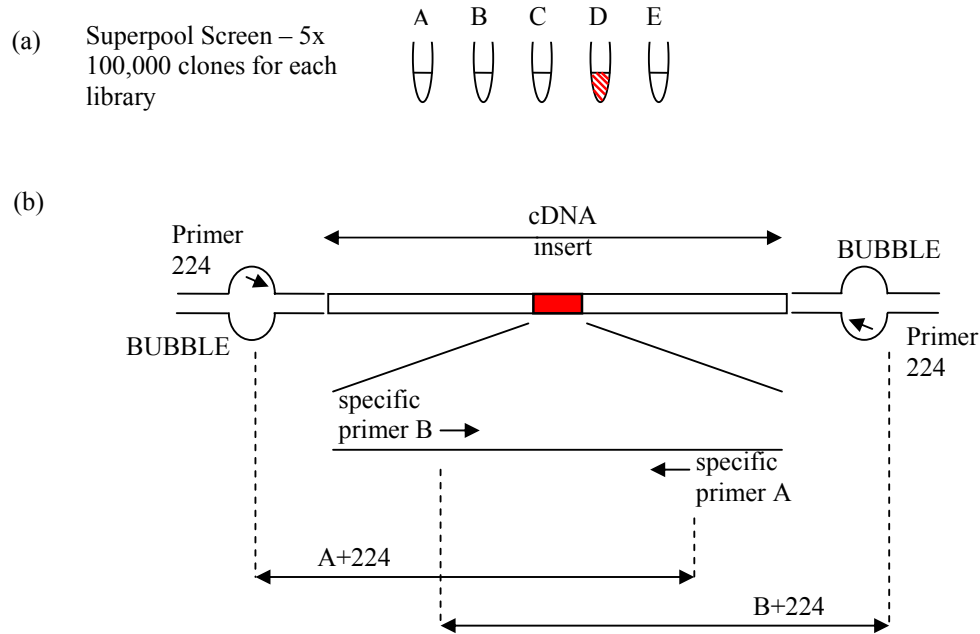 (a)
Superpool Screen – 5x
100,000 clones for each
library
A B C D E
(b)
cDNA
insert
Primer
224
BUBBLE
BUBBLE
Primer
224
specific
primer B
specific
primer A
A+224
B+224